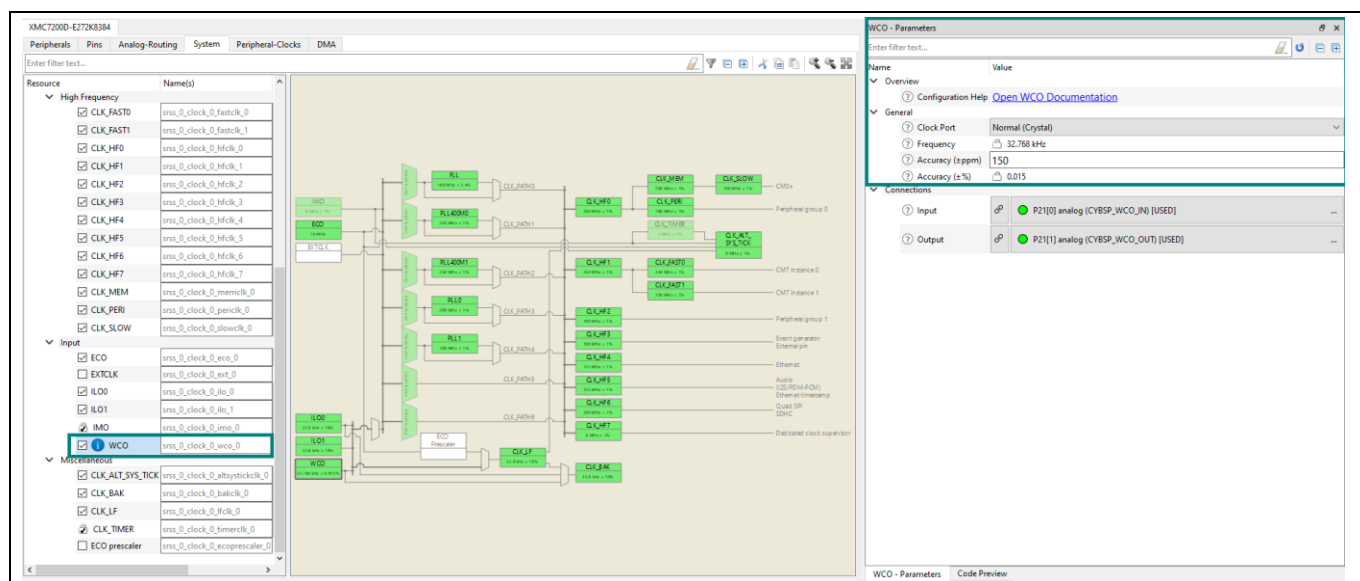 XMC7200D-E272K8384
Peripherals Pins Analog-Routing System Peripheral-Clocks DMA
Enter filter text...
Resource Name(s)
High Frequency
CLK_FAST0 srss_0_clock_0_fastclk_0
CLK_FAST1 srss_0_clock_0_fastclk_1
CLK_HF0 srss_0_clock_0_hfclk_0
CLK_HF1 srss_0_clock_0_hfclk_1
CLK_HF2 srss_0_clock_0_hfclk_2
CLK_HF3 srss_0_clock_0_hfclk_3
CLK_HF4 srss_0_clock_0_hfclk_4
CLK_HF5 srss_0_clock_0_hfclk_5
CLK_HF6 srss_0_clock_0_hfclk_6
CLK_HF7 srss_0_clock_0_hfclk_7
CLK_MEM srss_0_clock_0_memclk_0
CLK_PERI srss_0_clock_0_periclk_0
CLK_SLOW srss_0_clock_0_slowclk_0
Input
ECO srss_0_clock_0_eco_0
EXTCLK srss_0_clock_0_ext_0
ILO0 srss_0_clock_0_ilo_0
ILO1 srss_0_clock_0_ilo_1
IMO srss_0_clock_0_imo_0
WCO srss_0_clock_0_wco_0
Miscellaneous
CLK_ALT_SYS_TICK srss_0_clock_0_altsystickclk_0
CLK_BAK srss_0_clock_0_bakclk_0
CLK_LF srss_0_clock_0_lfclk_0
CLK_TIMER srss_0_clock_0_timerclk_0
ECO prescaler srss_0_clock_0_ecoprescaler_0
IMO
ECO
EXTCLK
PLL
CLK_PATH0
PLL400M0
CLK_PATH1
PLL400M1
CLK_PATH2
PLL0
CLK_PATH3
PLL1
CLK_PATH4
CLK_PATH5
CLK_PATH6
ILO0
ILO1
WCO
ECO
Prescaler
CLK_LF
CLK_BAK
CLK_MEM
CLK_SLOW
CM0+
CLK_HF0
CLK_PERI
Peripheral group 0
CLK_TIMER
CLK_ALT_
SYS_TICK
CLK_HF1
CLK_FAST0
CM7 instance 0
CLK_FAST1
CM7 instance 1
CLK_HF2
Peripheral group 1
CLK_HF3
Event generator
External pin
CLK_HF4
Ethernet
CLK_HF5
Audio
(I2S/PDM-PCM)
Ethernet timestamp
CLK_HF6
Quad SPI
SDHC
CLK_HF7
Dedicated clock supervisor
WCO - Parameters
Enter filter text...
Name Value
Overview
Configuration Help Open WCO Documentation
General
Clock Port Normal (Crystal)
Frequency 32.768 kHz
Accuracy (±ppm) 150
Accuracy (±%) 0.015
Connections
Input P21[0] analog (CYBSP_WCO_IN) [USED] ...
Output P21[1] analog (CYBSP_WCO_OUT) [USED] ...
WCO - Parameters Code Preview